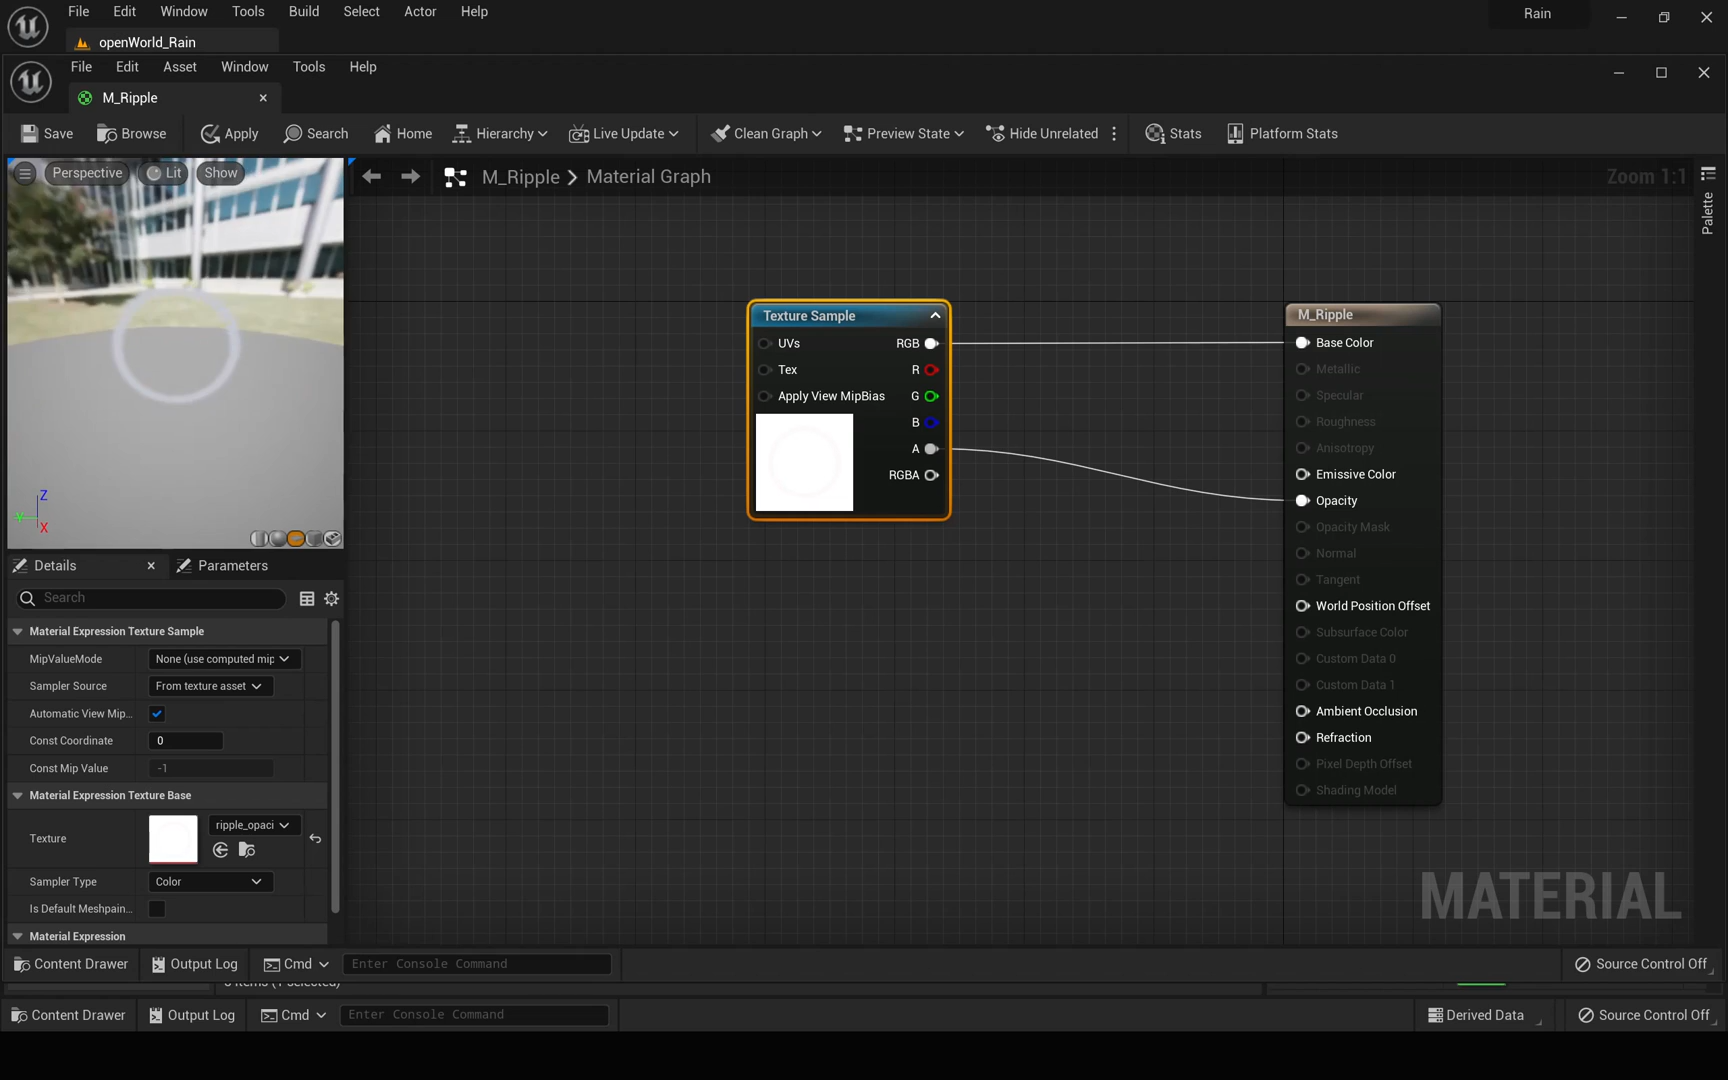 File Edit Window Tools Build Select Actor Help
Rain
openWorld_Rain
File Edit Asset Window Tools Help
M_Ripple
Save Browse Apply Search Home Hierarchy Live Update Clean Graph Preview State Hide Unrelated Stats Platform Stats
Perspective Lit Show
M_Ripple > Material Graph
Zoom 1:1
Palette
Texture Sample
UVs RGB
Tex R
Apply View MipBias G
B
A
RGBA
M_Ripple
Base Color
Metallic
Specular
Roughness
Anisotropy
Emissive Color
Opacity
Opacity Mask
Normal
Tangent
World Position Offset
Subsurface Color
Custom Data 0
Custom Data 1
Ambient Occlusion
Refraction
Pixel Depth Offset
Shading Model
Z
Y
X
Details Parameters
Search
Material Expression Texture Sample
MipValueMode None (use computed mip
Sampler Source From texture asset
Automatic View Mip...
Const Coordinate 0
Const Mip Value -1
Material Expression Texture Base
Texture ripple_opaci
Sampler Type Color
Is Default Meshpain...
Material Expression
MATERIAL
Content Drawer Output Log Cmd Enter Console Command Source Control Off
Content Drawer Output Log Cmd Enter Console Command Derived Data Source Control Off